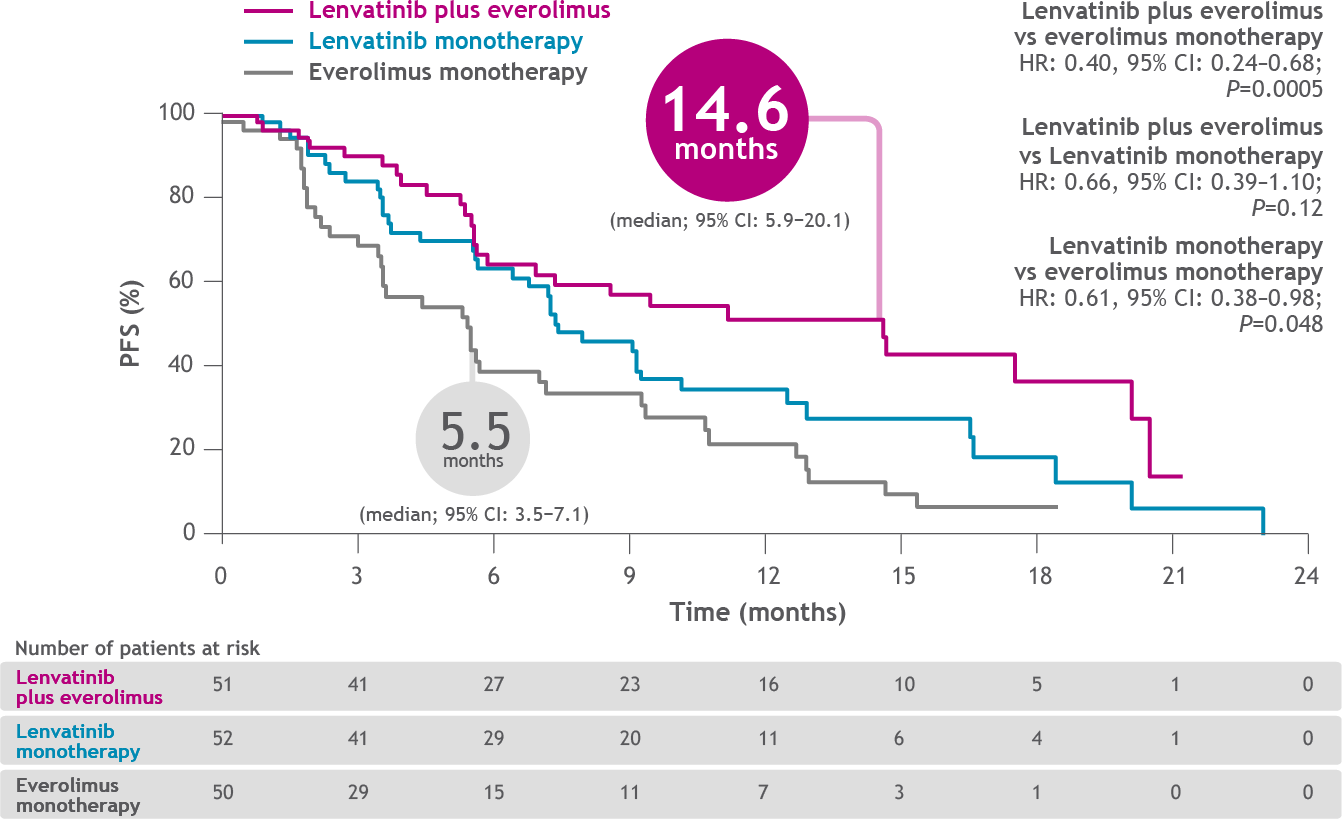 Lenvatinib plus everolimus
Lenvatinib monotherapy
Everolimus monotherapy
Lenvatinib plus everolimus
vs everolimus monotherapy
HR: 0.40, 95% CI: 0.24–0.68;
P=0.0005
Lenvatinib plus everolimus
vs Lenvatinib monotherapy
HR: 0.66, 95% CI: 0.39–1.10;
P=0.12
Lenvatinib monotherapy
vs everolimus monotherapy
HR: 0.61, 95% CI: 0.38–0.98;
P=0.048
14.6
months
(median; 95% CI: 5.9–20.1)
5.5
months
(median; 95% CI: 3.5–7.1)
PFS (%)
100
80
60
40
20
0
0 3 6 9 12 15 18 21 24
Time (months)
Number of patients at risk
Lenvatinib
plus everolimus
51 41 27 23 16 10 5 1 0
Lenvatinib
monotherapy
52 41 29 20 11 6 4 1 0
Everolimus
monotherapy
50 29 15 11 7 3 1 0 0